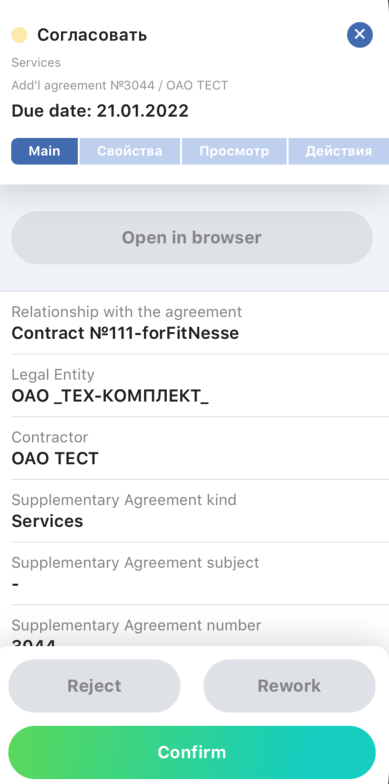 Согласовать
Services
Add'l agreement №3044 / ОАО ТЕСТ
Due date: 21.01.2022
Main Свойства Просмотр Действия
Open in browser
Relationship with the agreement
Contract №111-forFitNesse
Legal Entity
ОАО _ТЕХ-КОМПЛЕКТ_
Contractor
ОАО ТЕСТ
Supplementary Agreement kind
Services
Supplementary Agreement subject
-
Supplementary Agreement number
3044
Reject Rework
Confirm